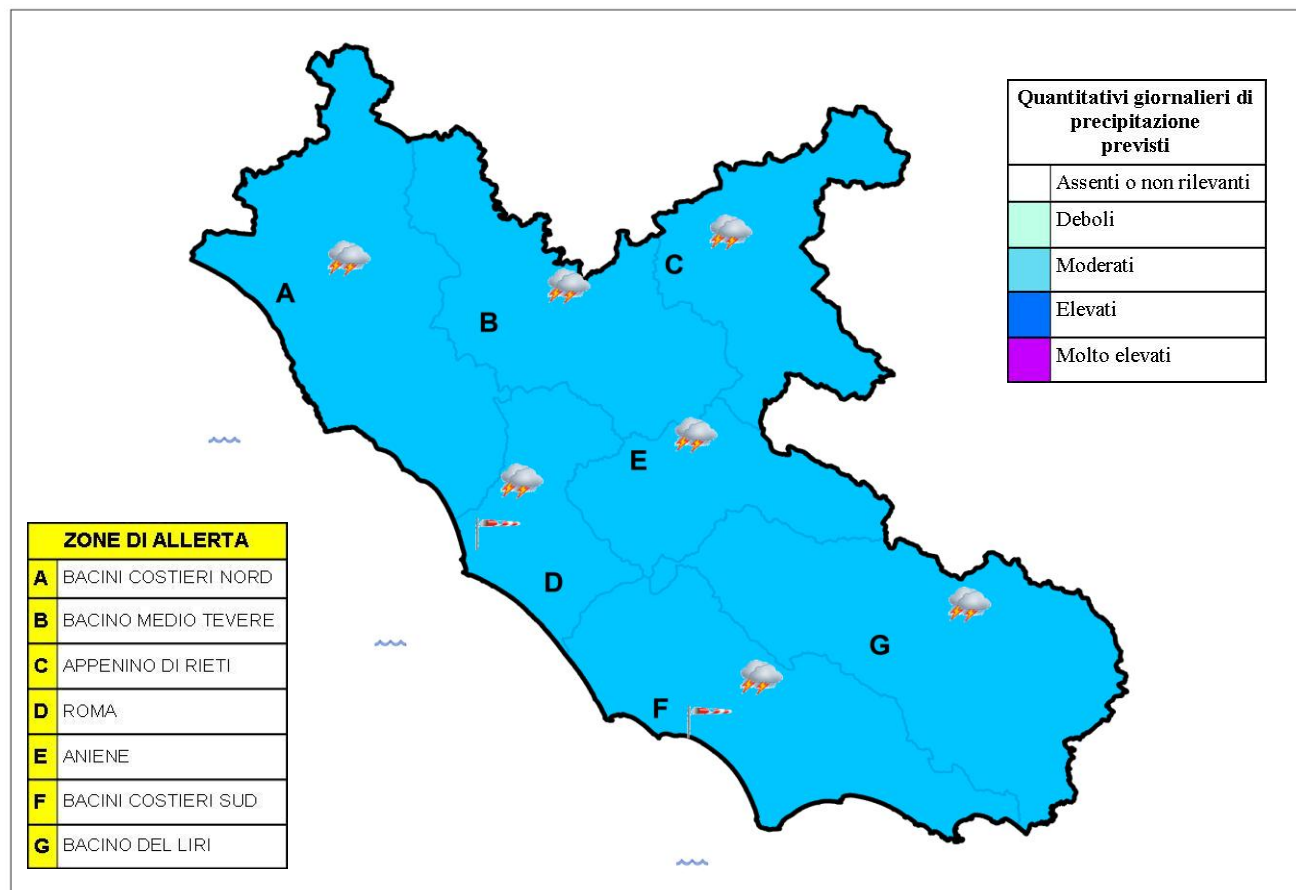 Quantitativi giornalieri di
precipitazione
previsti
Assenti o non rilevanti
Deboli
Moderati
Elevati
Molto elevati
C
A
B
E
D
G
F
ZONE DI ALLERTA
A BACINI COSTIERI NORD
B BACINO MEDIO TEVERE
C APPENINO DI RIETI
D ROMA
E ANIENE
F BACINI COSTIERI SUD
G BACINO DEL LIRI